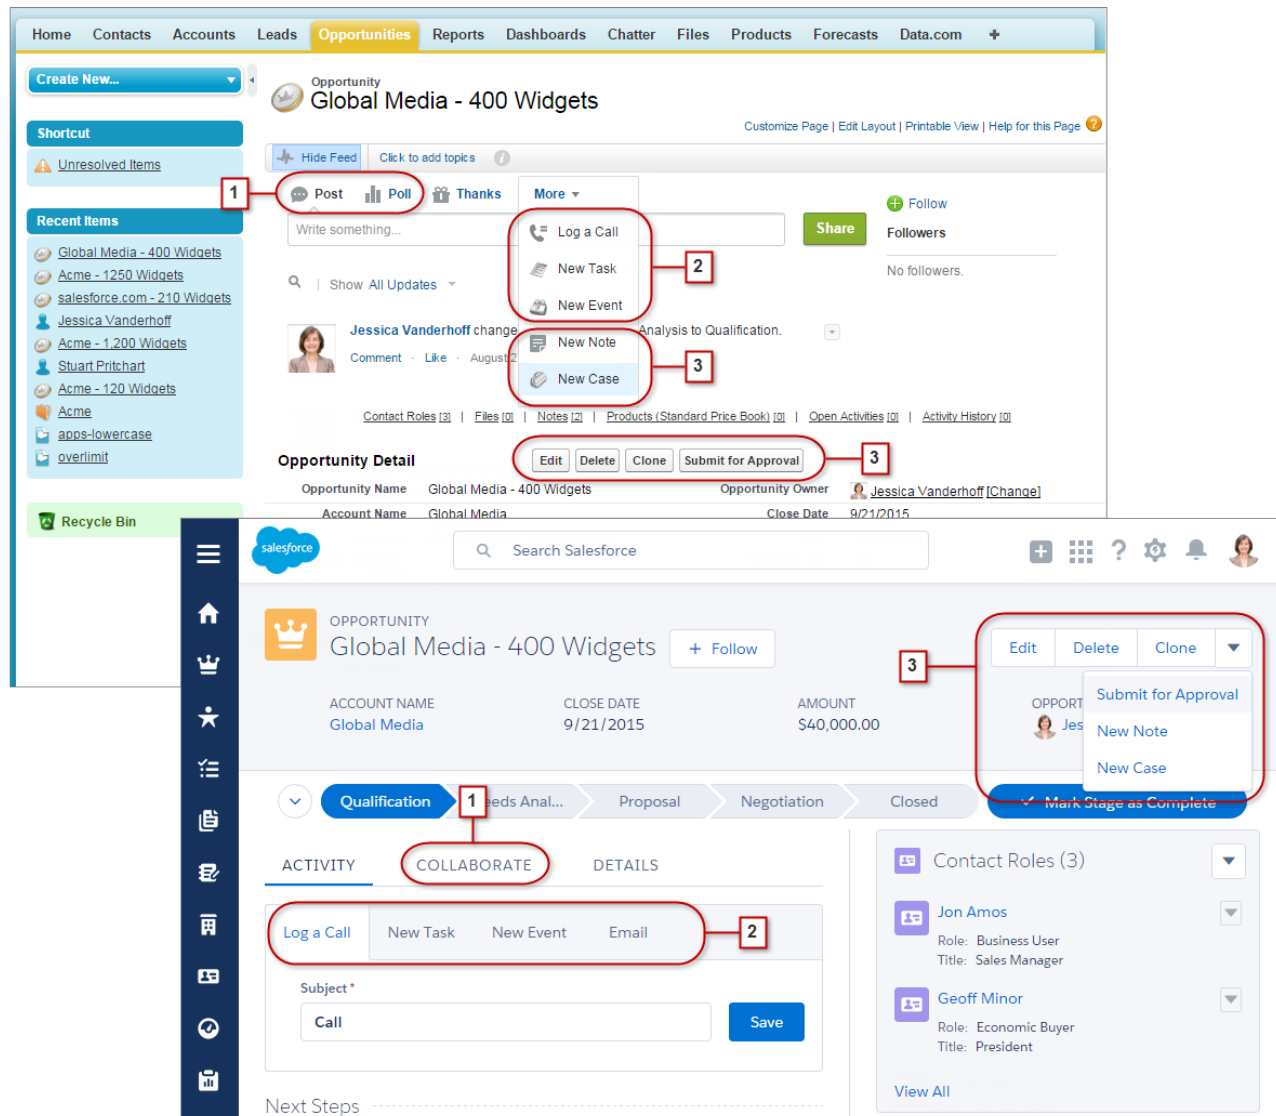 Home Contacts Accounts Leads Opportunities Reports Dashboards Chatter Files Products Forecasts Data.com +
Create New...
Shortcut
Unresolved Items
Recent Items
Global Media - 400 Widgets
Acme - 1250 Widgets
salesforce.com - 210 Widgets
Jessica Vanderhoff
Acme - 1,200 Widgets
Stuart Pritchart
Acme - 120 Widgets
Acme
apps-lowercase
overlimit
Recycle Bin
Opportunity
Global Media - 400 Widgets
Customize Page | Edit Layout | Printable View | Help for this Page ?
Hide Feed Click to add topics i
1
Post Poll Thanks More
Write something...
Share
Log a Call
New Task
New Event
2
New Note
New Case
3
Follow
Followers
No followers.
Show All Updates
Jessica Vanderhoff change Analysis to Qualification.
Comment · Like · August 2
Contact Roles [3] | Files [0] | Notes [2] | Products (Standard Price Book) [0] | Open Activities [0] | Activity History [0]
Opportunity Detail Edit Delete Clone Submit for Approval
3
Opportunity Name Global Media - 400 Widgets Opportunity Owner Jessica Vanderhoff [Change]
Account Name Global Media Close Date 9/21/2015
salesforce
Search Salesforce
?
OPPORTUNITY
Global Media - 400 Widgets
+ Follow
3
Edit Delete Clone
Submit for Approval
New Note
New Case
ACCOUNT NAME CLOSE DATE AMOUNT OPPORT
Global Media 9/21/2015 $40,000.00 Jes
Qualification eeds Anal... Proposal Negotiation Closed Mark Stage as Complete
1
ACTIVITY COLLABORATE DETAILS
Log a Call New Task New Event Email
2
Subject *
Call
Save
Next Steps
Contact Roles (3)
Jon Amos
Role: Business User
Title: Sales Manager
Geoff Minor
Role: Economic Buyer
Title: President
View All